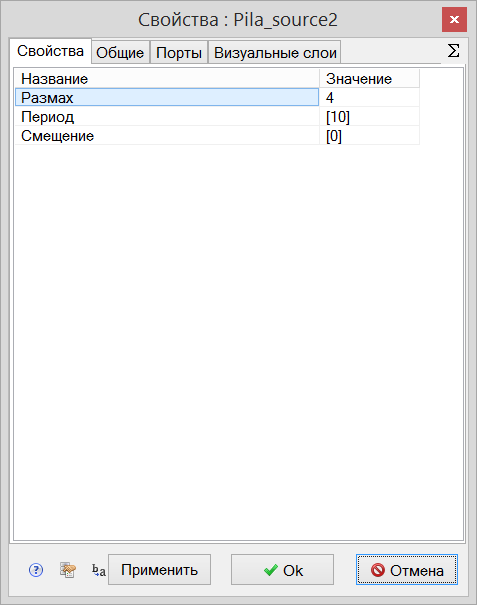 Свойства : Pila_source2
Свойства Общие Порты Визуальные слои Σ
Название Значение
Размах 4
Период [10]
Смещение [0]
? b a Применить Ok Отмена